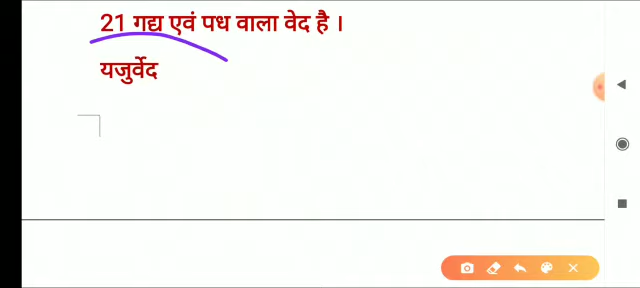 21 गद्य एवं पध वाला वेद है ।
यजुर्वेद